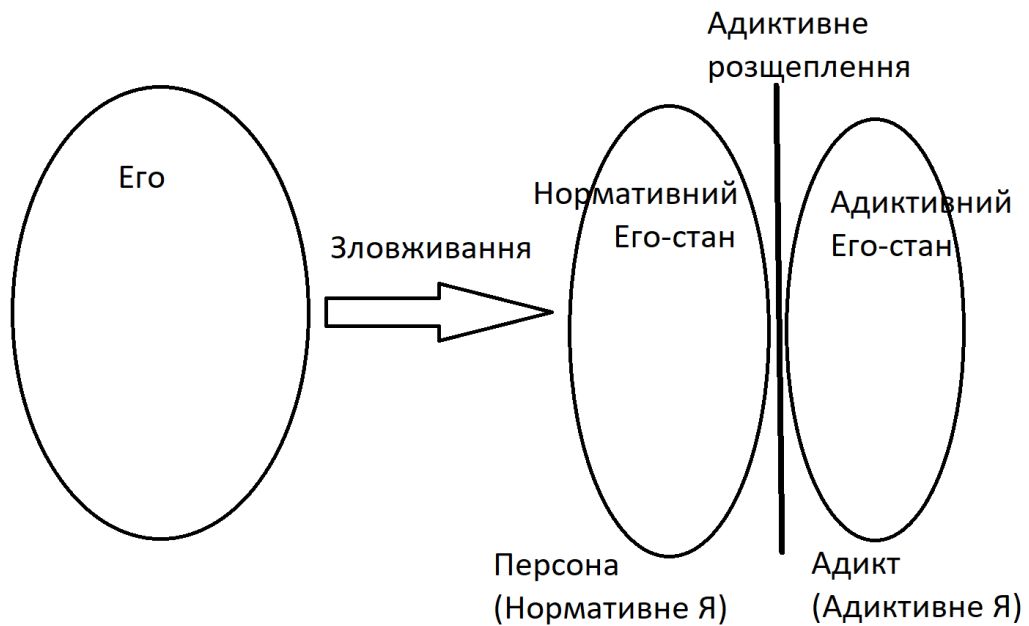 Его
Зловживання
Адиктивне
розщеплення
Нормативний
Его-стан
Адиктивний
Его-стан
Персона
(Нормативне Я)
Адикт
(Адиктивне Я)